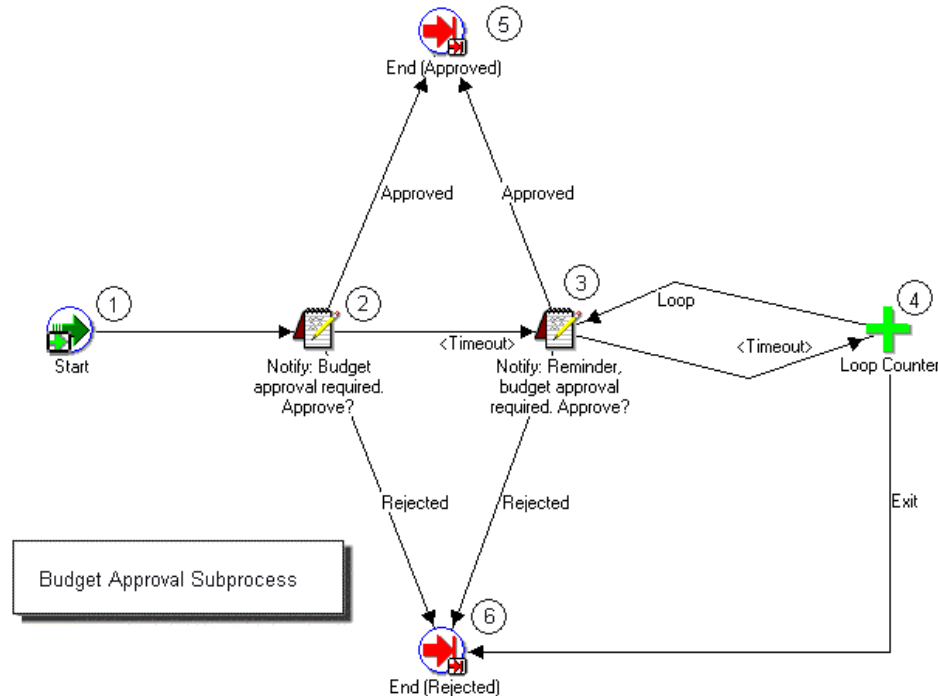 5
End (Approved)
Approved
Approved
1
2
3
4
Loop
<Timeout>
<Timeout>
Start
Notify: Budget
approval required.
Approve?
Notify: Reminder,
budget approval
required. Approve?
Loop Counter
Rejected
Rejected
Exit
Budget Approval Subprocess
6
End (Rejected)